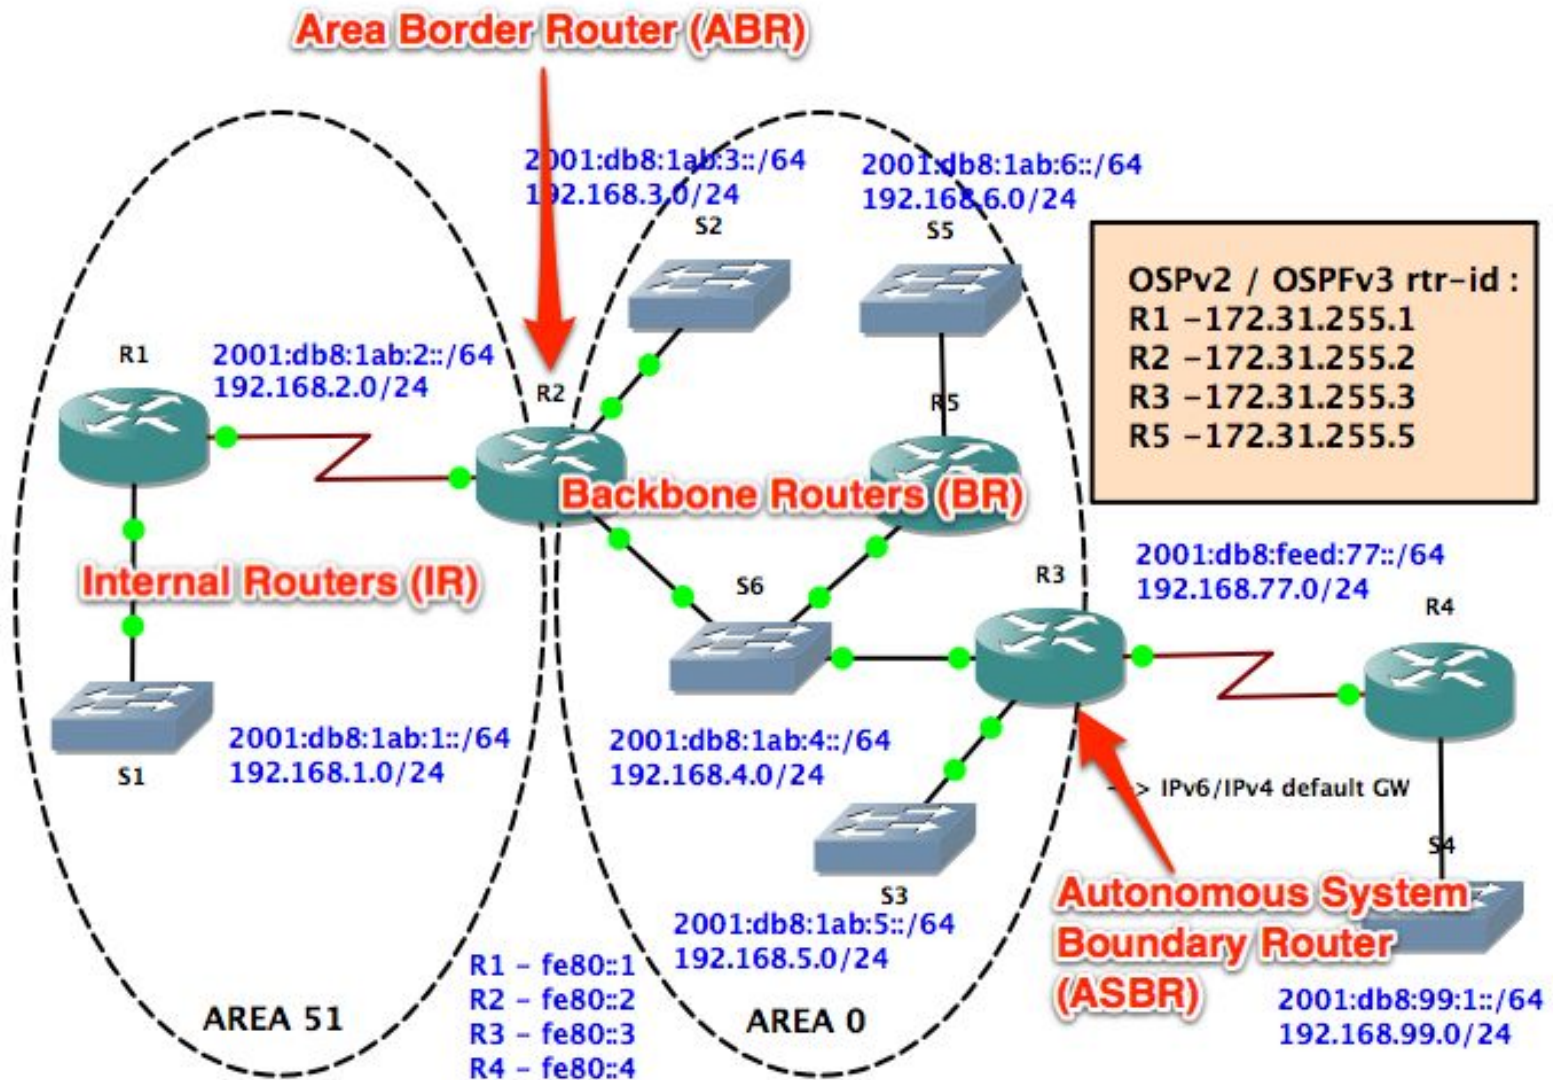 Area Border Router (ABR)
2001:db8:1ab:3::/64
192.168.3.0/24
S2
2001:db8:1ab:6::/64
192.168.6.0/24
S5
OSPv2 / OSPFv3 rtr-id :
R1 -172.31.255.1
R2 -172.31.255.2
R3 -172.31.255.3
R5 -172.31.255.5
R1
2001:db8:1ab:2::/64
192.168.2.0/24
R2
R5
Backbone Routers (BR)
Internal Routers (IR)
S6
R3
2001:db8:feed:77::/64
192.168.77.0/24
R4
2001:db8:1ab:1::/64
192.168.1.0/24
S1
2001:db8:1ab:4::/64
192.168.4.0/24
> IPv6/IPv4 default GW
S4
S3
2001:db8:1ab:5::/64
192.168.5.0/24
Autonomous System
Boundary Router
(ASBR)
R1 - fe80::1
R2 - fe80::2
R3 - fe80::3
R4 - fe80::4
AREA 51
AREA 0
2001:db8:99:1::/64
192.168.99.0/24